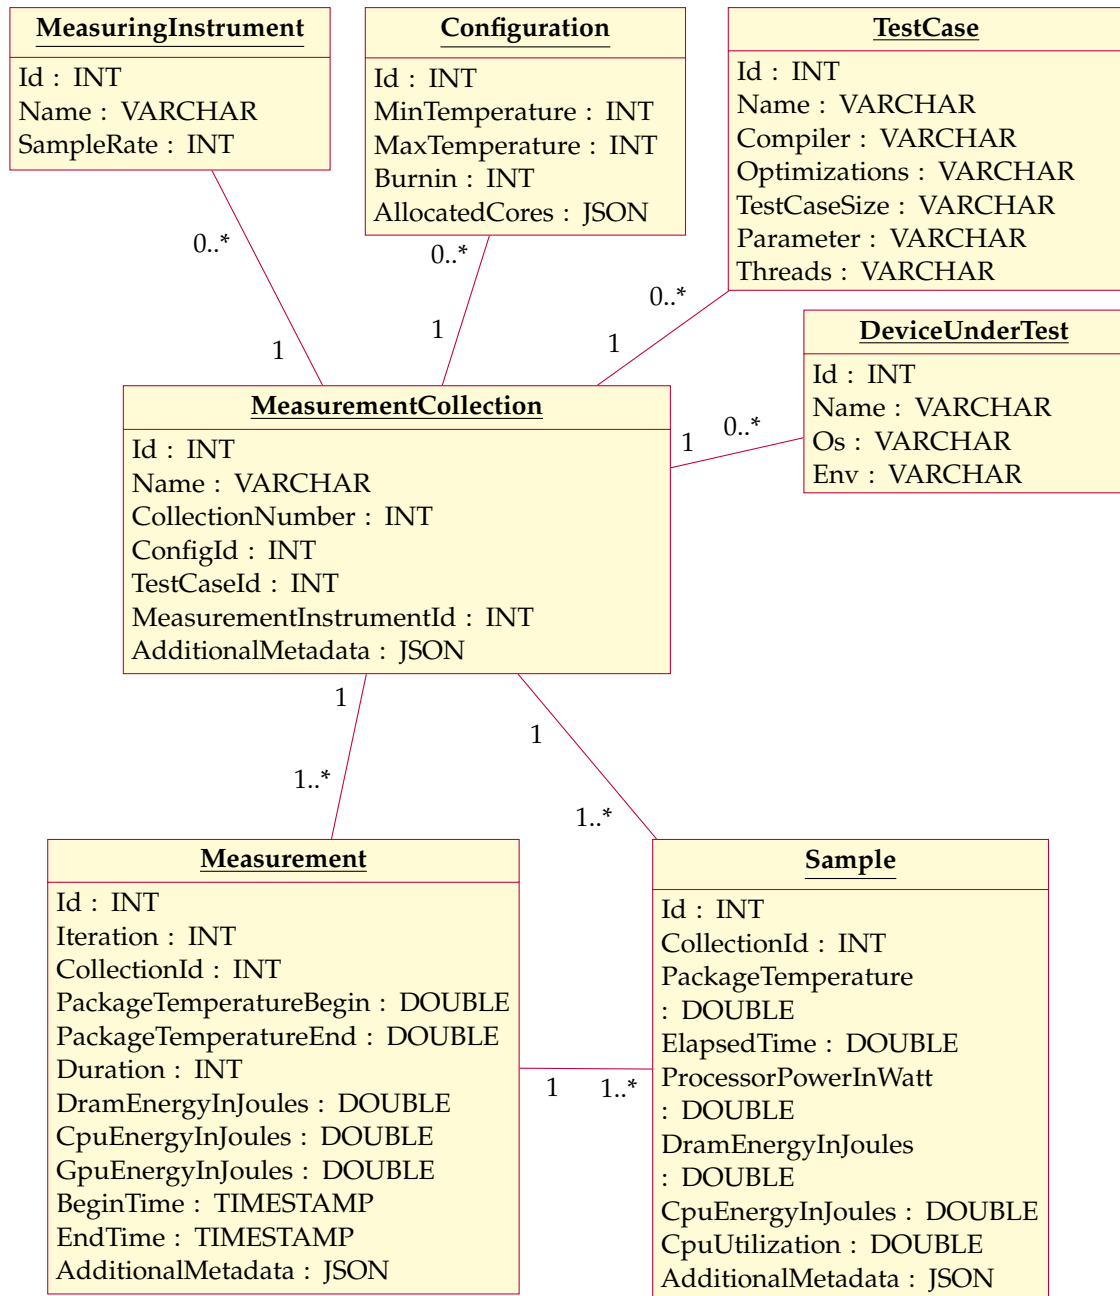 MeasuringInstrument
Id : INT
Name : VARCHAR
SampleRate : INT
Configuration
Id : INT
MinTemperature : INT
MaxTemperature : INT
Burnin : INT
AllocatedCores : JSON
TestCase
Id : INT
Name : VARCHAR
Compiler : VARCHAR
Optimizations : VARCHAR
TestCaseSize : VARCHAR
Parameter : VARCHAR
Threads : VARCHAR
0..*
0..*
0..*
1
1
1
DeviceUnderTest
Id : INT
Name : VARCHAR
Os : VARCHAR
Env : VARCHAR
0..*
1
MeasurementCollection
Id : INT
Name : VARCHAR
CollectionNumber : INT
ConfigId : INT
TestCaseId : INT
MeasurementInstrumentId : INT
AdditionalMetadata : JSON
1
1
1..*
1..*
Measurement
Id : INT
Iteration : INT
CollectionId : INT
PackageTemperatureBegin : DOUBLE
PackageTemperatureEnd : DOUBLE
Duration : INT
DramEnergyInJoules : DOUBLE
CpuEnergyInJoules : DOUBLE
GpuEnergyInJoules : DOUBLE
BeginTime : TIMESTAMP
EndTime : TIMESTAMP
AdditionalMetadata : JSON
1
1..*
Sample
Id : INT
CollectionId : INT
PackageTemperature
: DOUBLE
ElapsedTime : DOUBLE
ProcessorPowerInWatt
: DOUBLE
DramEnergyInJoules
: DOUBLE
CpuEnergyInJoules : DOUBLE
CpuUtilization : DOUBLE
AdditionalMetadata : JSON